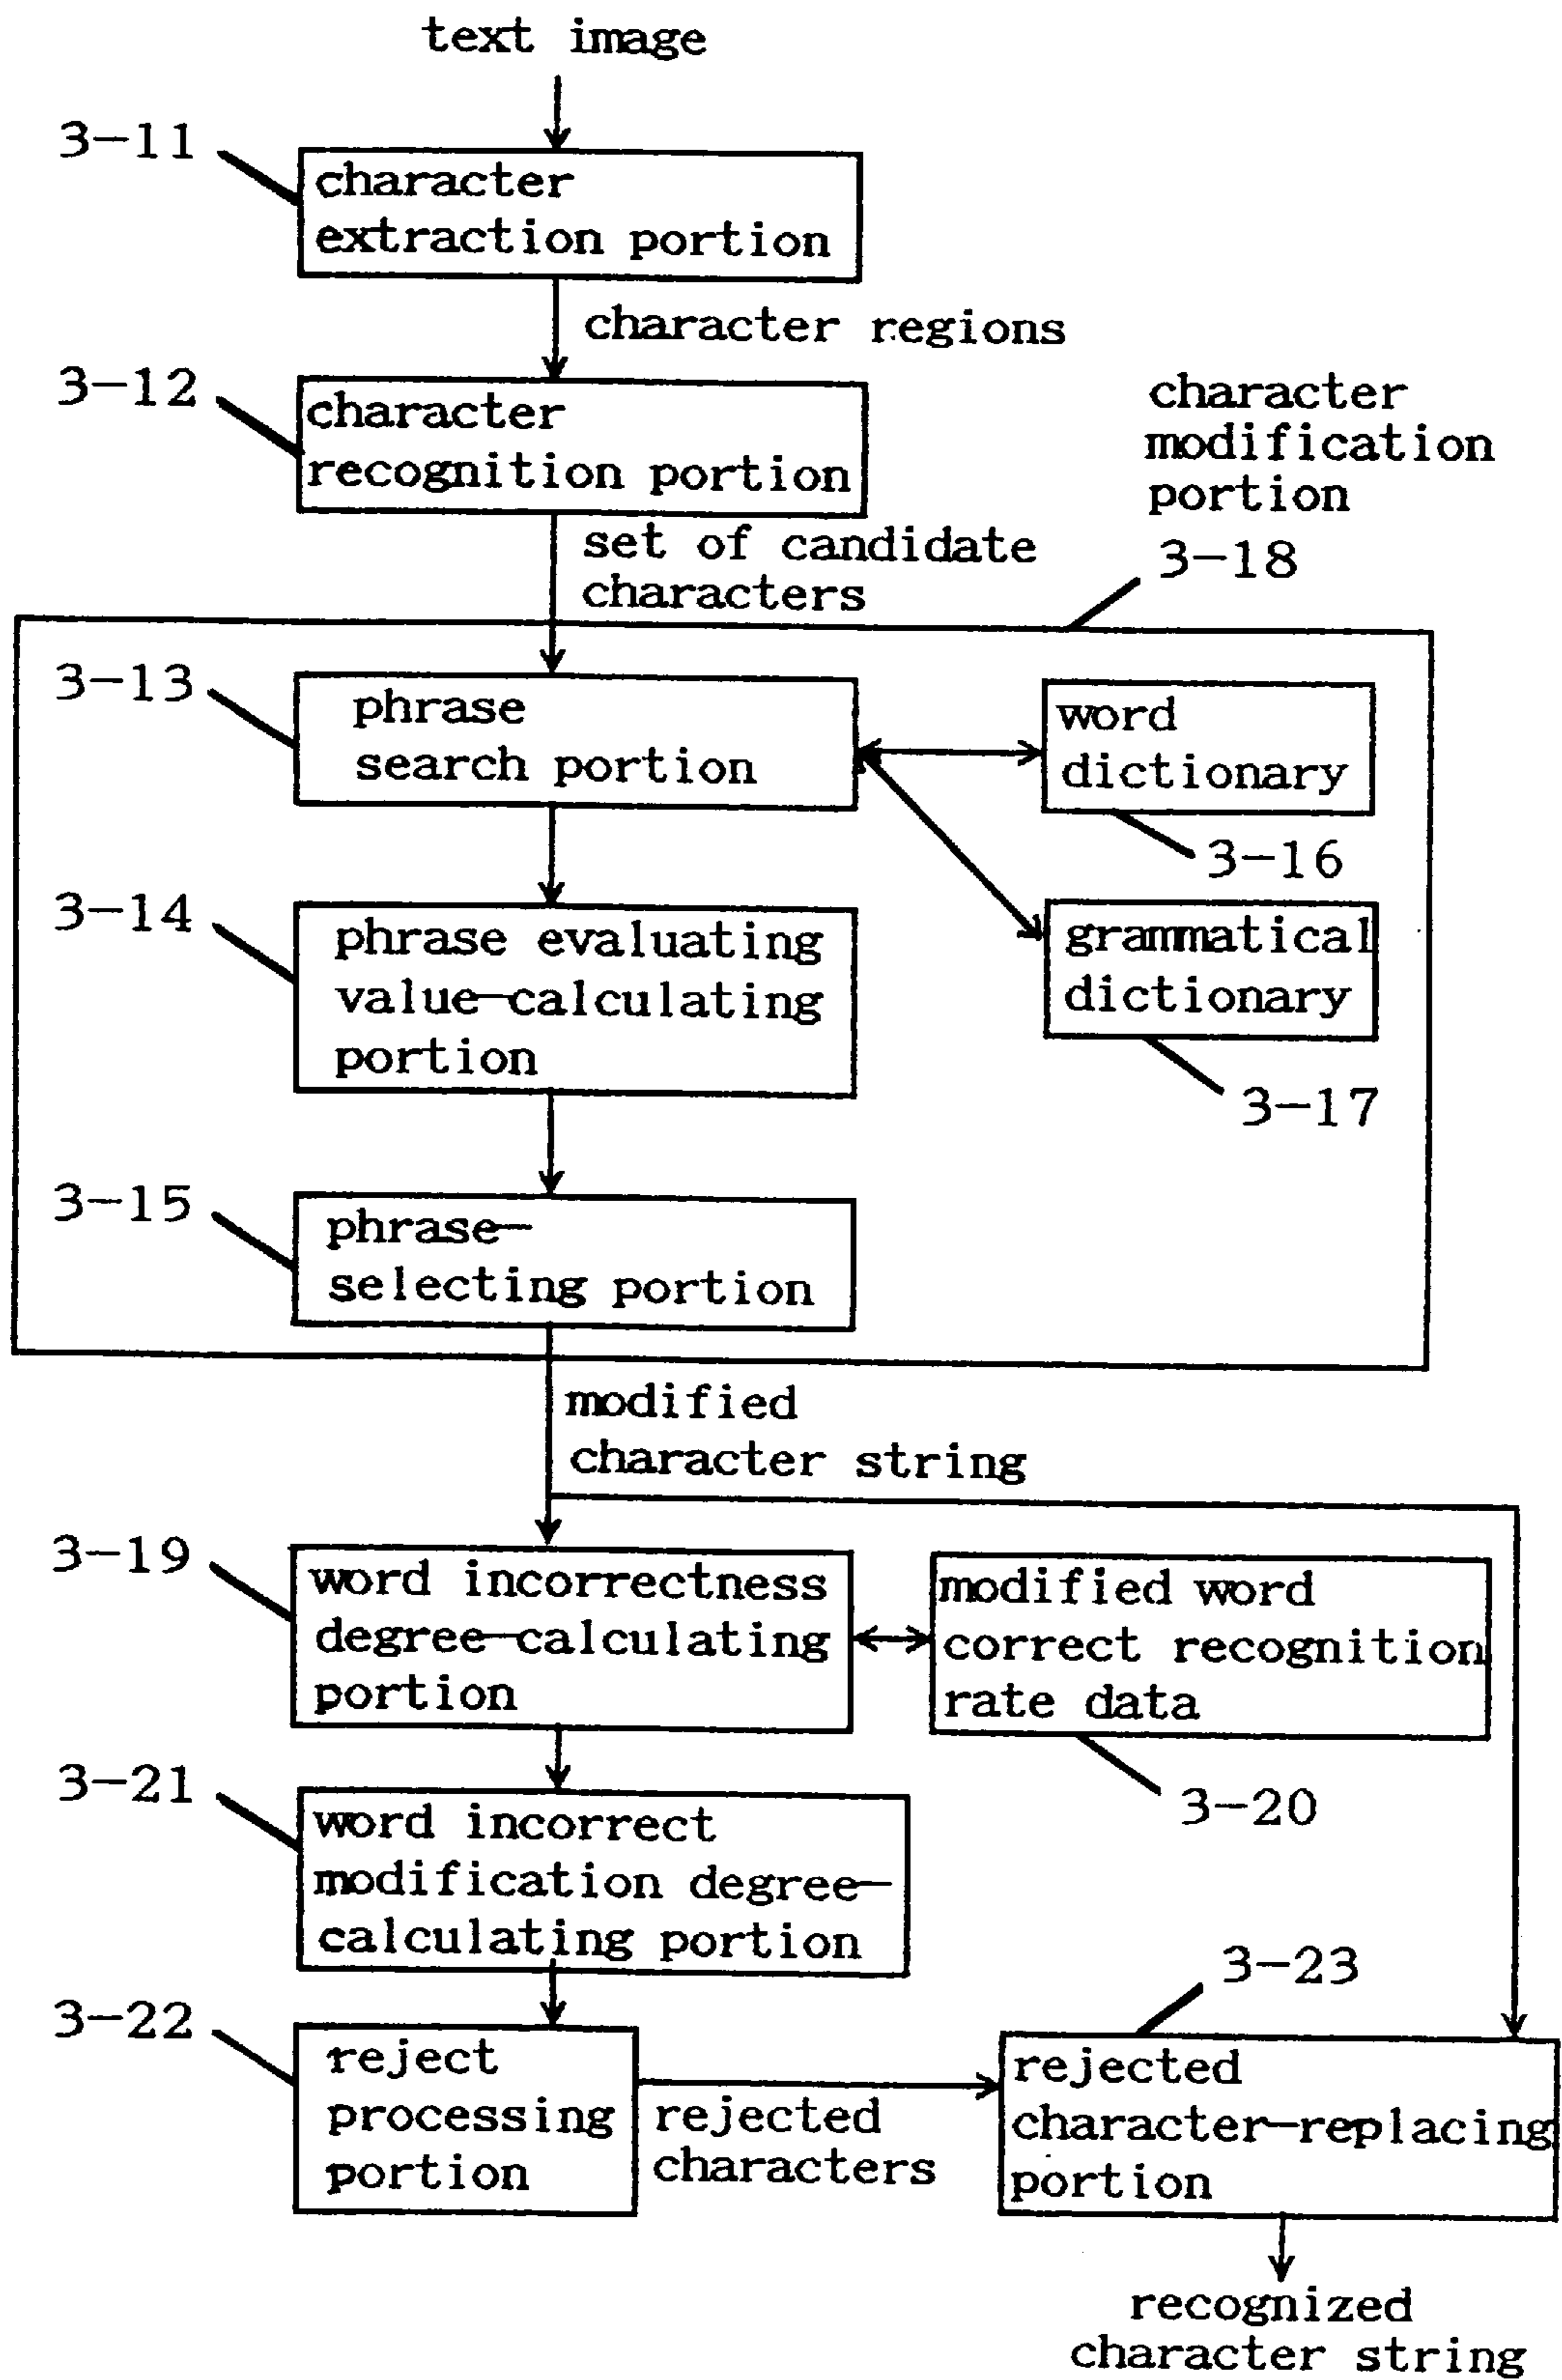 text image
3-11
character
extraction portion
character regions
3-12
character
recognition portion
character
modification
portion
3-18
set of candidate
characters
3-13
phrase
search portion
word
dictionary
3-16
3-14
phrase evaluating
value-calculating
portion
grammatical
dictionary
3-17
3-15
phrase-
selecting portion
modified
character string
3-19
word incorrectness
degree-calculating
portion
modified word
correct recognition
rate data
3-20
3-21
word incorrect
modification degree-
calculating portion
3-22
reject
processing
portion
rejected
characters
3-23
rejected
character-replacing
portion
recognized
character string